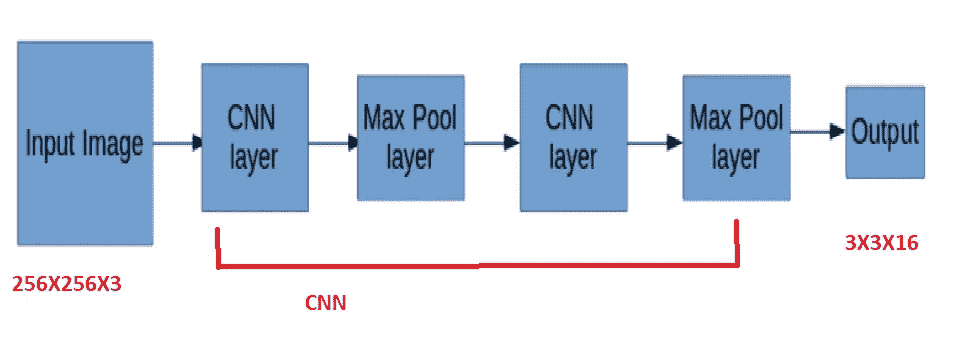 Input Image
CNN
layer
Max Pool
layer
CNN
layer
Max Pool
layer
Output
256X256X3
CNN
3X3X16